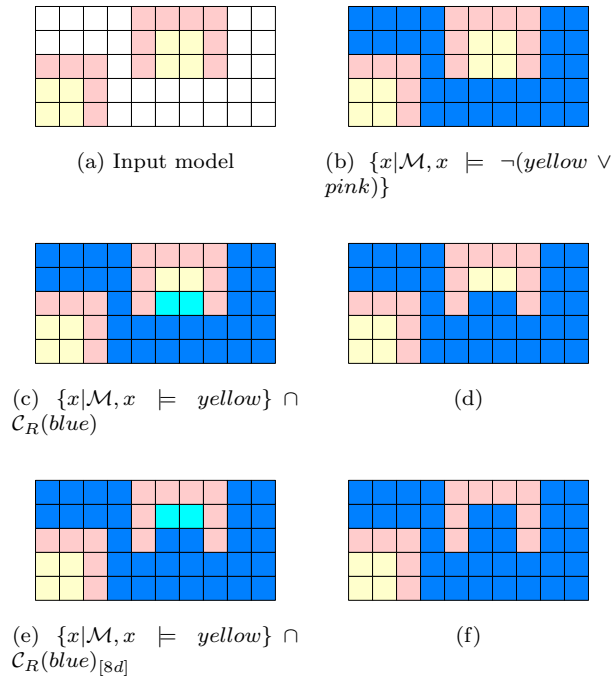 (a) Input model
(b) {x|ℳ, x ⊨ ¬(yellow ∨
pink)}
(c) {x|ℳ, x ⊨ yellow} ∩
𝒞_R(blue)
(d)
(e) {x|ℳ, x ⊨ yellow} ∩
𝒞_R(blue)_[8d]
(f)